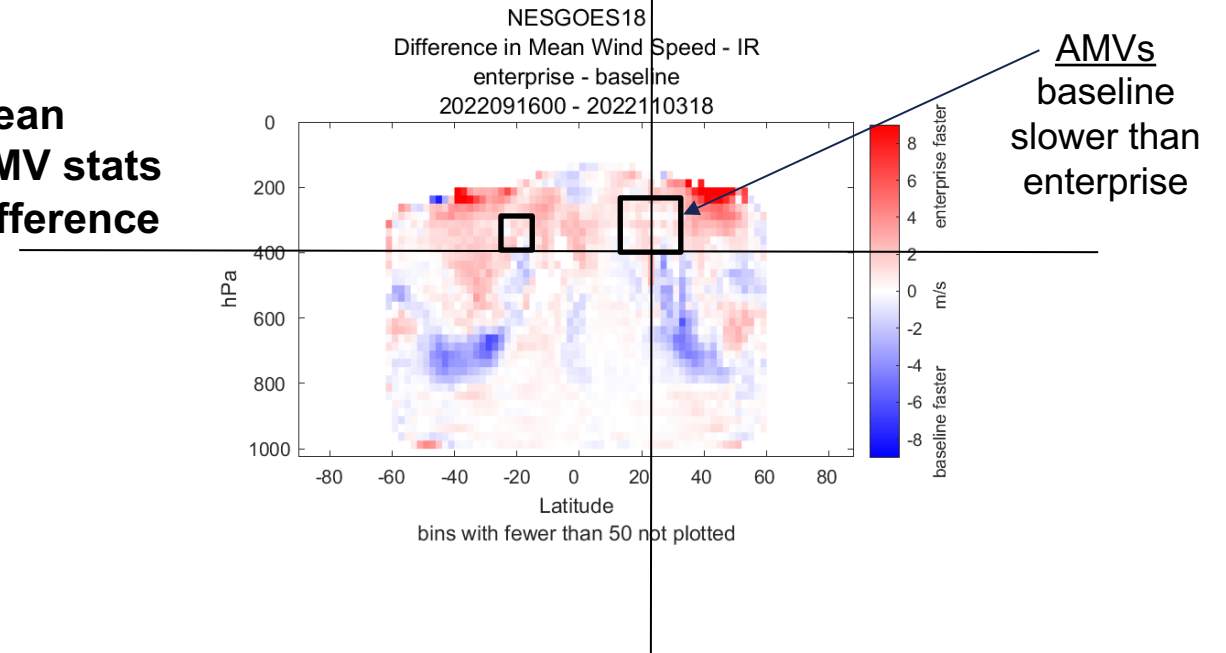 NESGOES18
Difference in Mean Wind Speed - IR
enterprise - baseline
2022091600 - 2022110318
ean
MV stats
fference
AMVs
baseline
slower than
enterprise
0
200
400
600
800
1000
hPa
-80
-60
-40
-20
0
20
40
60
80
Latitude
bins with fewer than 50 not plotted
8
6
4
2
0
-2
-4
-6
-8
enterprise faster
m/s
baseline faster